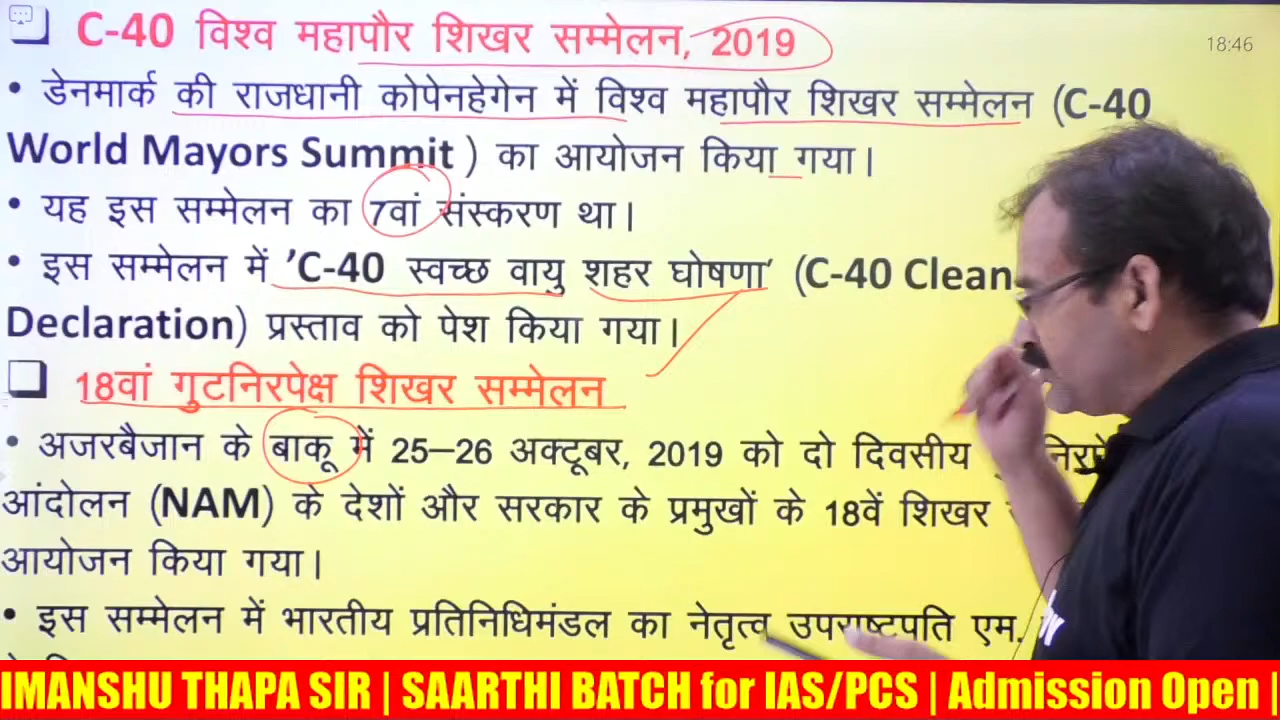 C-40 विश्व महापौर शिखर सम्मेलन, 2019
18:46
• डेनमार्क की राजधानी कोपेनहेगेन में विश्व महापौर शिखर सम्मेलन (C-40
World Mayors Summit ) का आयोजन किया गया।
• यह इस सम्मेलन का 7वां संस्करण था।
• इस सम्मेलन में 'C-40 स्वच्छ वायु शहर घोषणा' (C-40 Clean
Declaration) प्रस्ताव को पेश किया गया।
18वां गुटनिरपेक्ष शिखर सम्मेलन
• अजरबैजान के बाकू में 25–26 अक्टूबर, 2019 को दो दिवसीय
आंदोलन (NAM) के देशों और सरकार के प्रमुखों के 18वें शिखर
आयोजन किया गया।
• इस सम्मेलन में भारतीय प्रतिनिधिमंडल का नेतृत्व उपराष्ट्रपति एम.
IMANSHU THAPA SIR | SAARTHI BATCH for IAS/PCS | Admission Open |